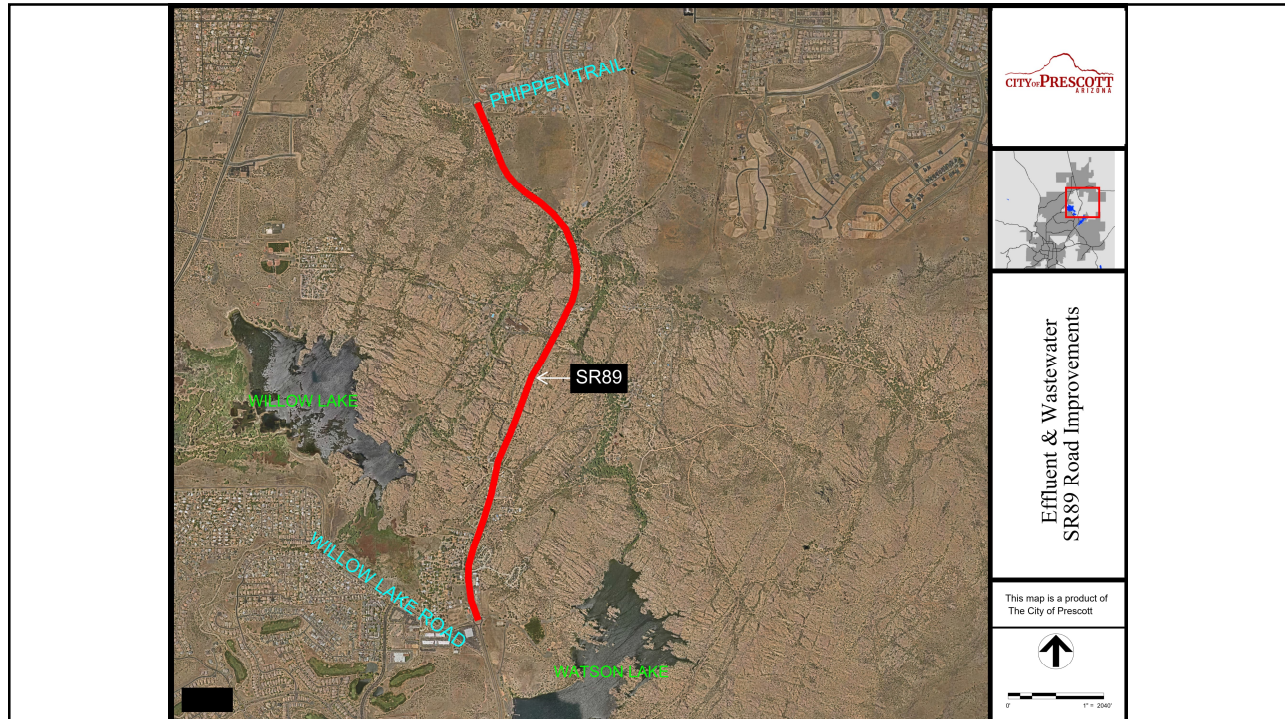 PHIPPEN TRAIL
SR89
WILLOW LAKE
WILLOW LAKE ROAD
WATSON LAKE
CITY OF PRESCOTT
ARIZONA
Effluent & Wastewater
SR89 Road Improvements
This map is a product of
The City of Prescott
0' 1" = 2040'